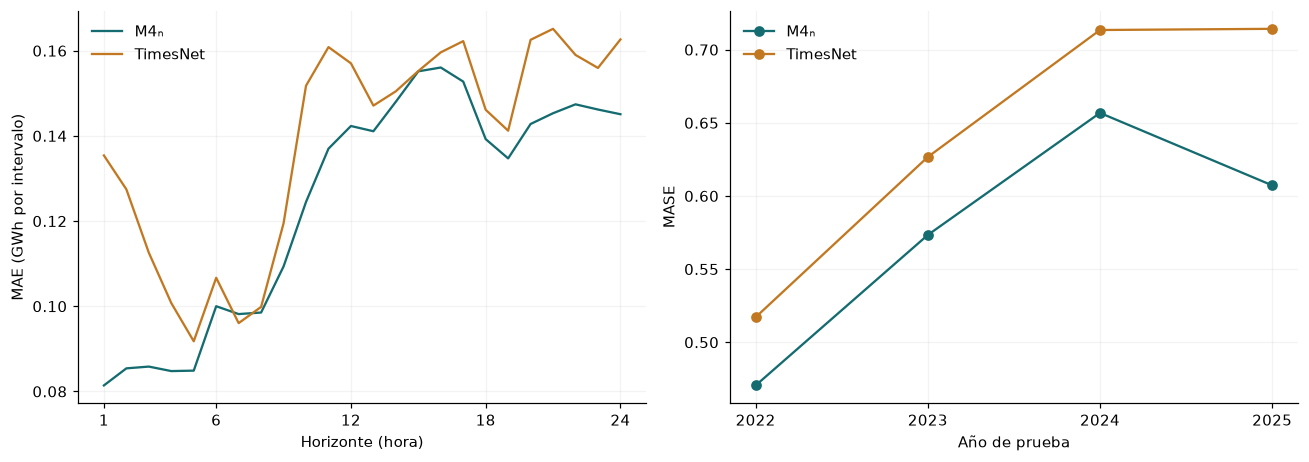 M4ₙ
TimesNet
0.16
0.14
0.12
0.10
0.08
MAE (GWh por intervalo)
1 6 12 18 24
Horizonte (hora)
M4ₙ
TimesNet
0.70
0.65
0.60
0.55
0.50
MASE
2022 2023 2024 2025
Año de prueba